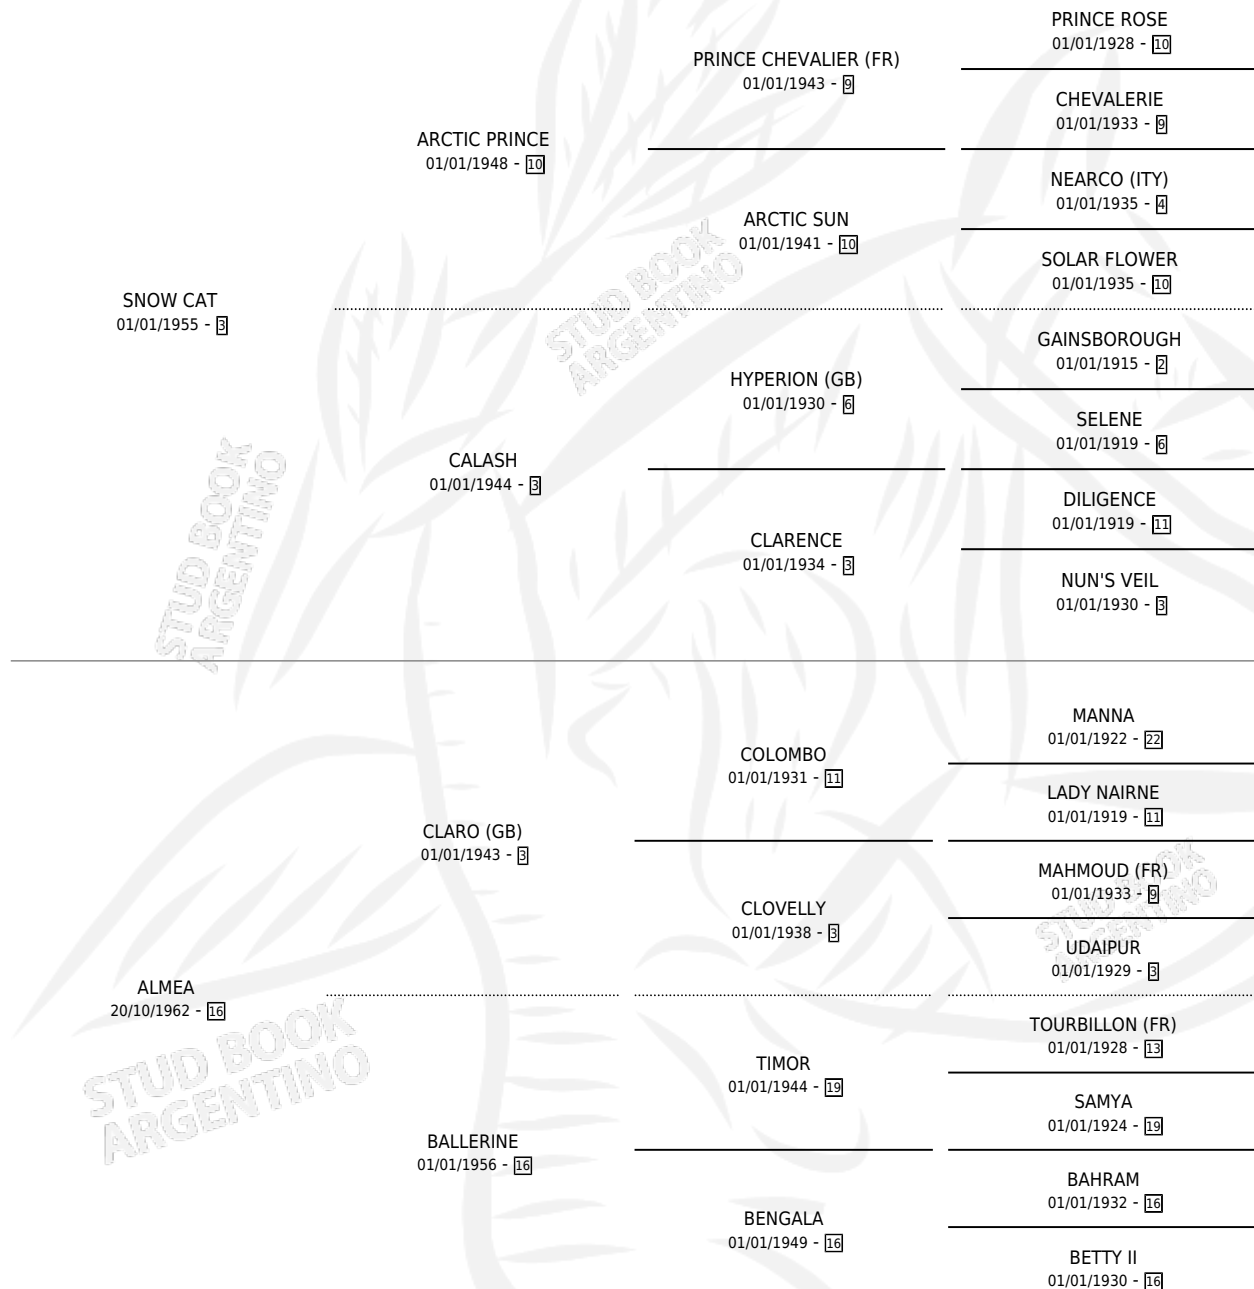 PRINCE ROSE
01/01/1928 - 10
PRINCE CHEVALIER (FR)
01/01/1943 - 9
CHEVALERIE
01/01/1933 - 9
ARCTIC PRINCE
01/01/1948 - 10
NEARCO (ITY)
01/01/1935 - 4
ARCTIC SUN
01/01/1941 - 10
SOLAR FLOWER
01/01/1935 - 10
SNOW CAT
01/01/1955 - 3
GAINSBOROUGH
01/01/1915 - 2
HYPERION (GB)
01/01/1930 - 6
SELENE
01/01/1919 - 6
CALASH
01/01/1944 - 3
DILIGENCE
01/01/1919 - 11
CLARENCE
01/01/1934 - 3
NUN'S VEIL
01/01/1930 - 3
MANNA
01/01/1922 - 22
COLOMBO
01/01/1931 - 11
LADY NAIRNE
01/01/1919 - 11
CLARO (GB)
01/01/1943 - 3
MAHMOUD (FR)
01/01/1933 - 9
CLOVELLY
01/01/1938 - 3
UDAIPUR
01/01/1929 - 3
ALMEA
20/10/1962 - 16
TOURBILLON (FR)
01/01/1928 - 13
TIMOR
01/01/1944 - 19
SAMYA
01/01/1924 - 19
BALLERINE
01/01/1956 - 16
BAHRAM
01/01/1932 - 16
BENGALA
01/01/1949 - 16
BETTY II
01/01/1930 - 16
STUD BOOK
ARGENTINO
STUD BOOK
ARGENTINO
STUD BOOK
ARGENTINO
STUD BOOK
ARGENTINO